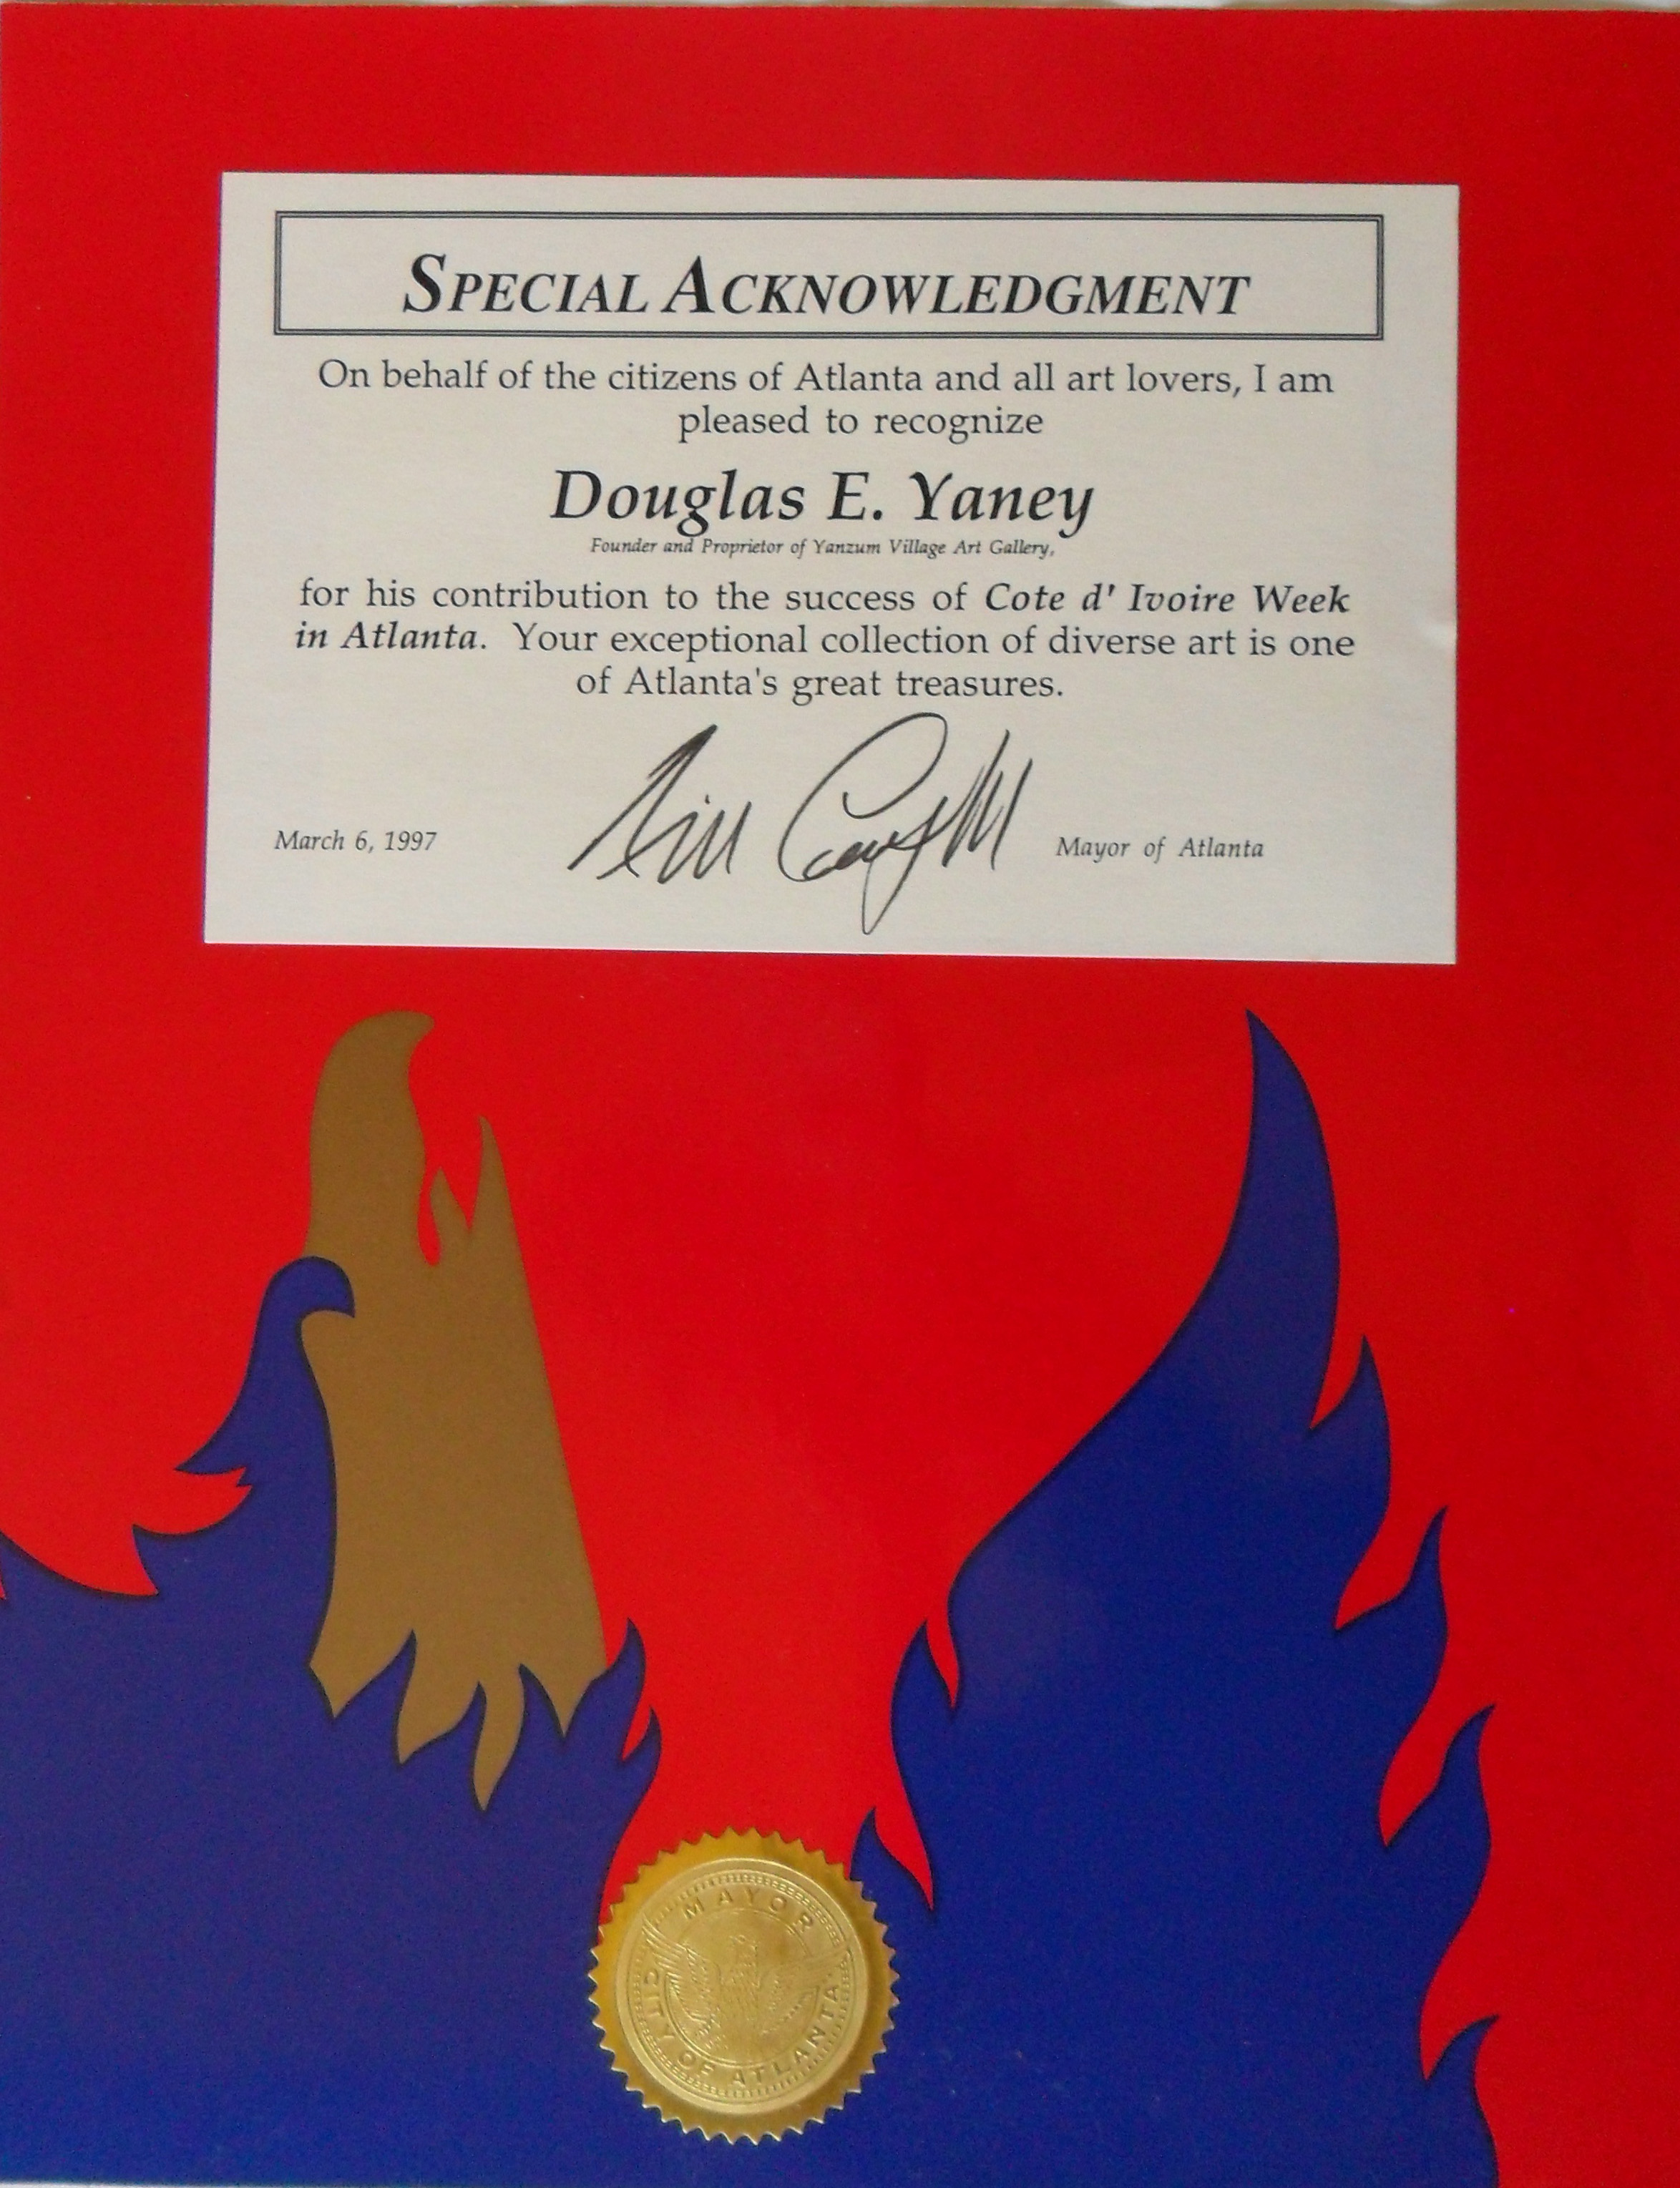 SPECIAL ACKNOWLEDGMENT
On behalf of the citizens of Atlanta and all art lovers, I am
pleased to recognize
Douglas E. Yaney
Founder and Proprietor of Yanzum Village Art Gallery,
for his contribution to the success of Cote d' Ivoire Week
in Atlanta. Your exceptional collection of diverse art is one
of Atlanta's great treasures.
Bill Campbell
March 6, 1997
Mayor of Atlanta
MAYOR
CITY OF ATLANTA